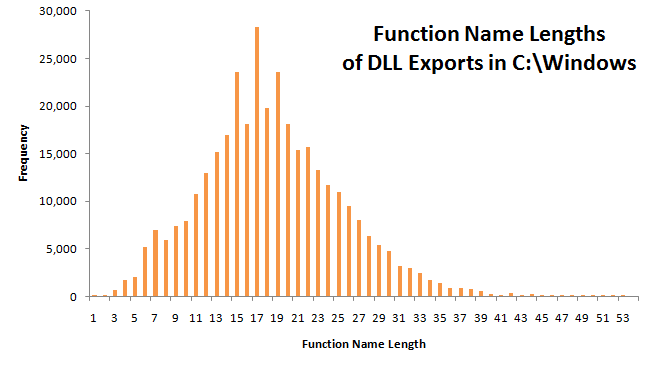 Function Name Lengths
of DLL Exports in C:\Windows
30,000
25,000
20,000
15,000
10,000
5,000
0
Frequency
1 3 5 7 9 11 13 15 17 19 21 23 25 27 29 31 33 35 37 39 41 43 45 47 49 51 53
Function Name Length